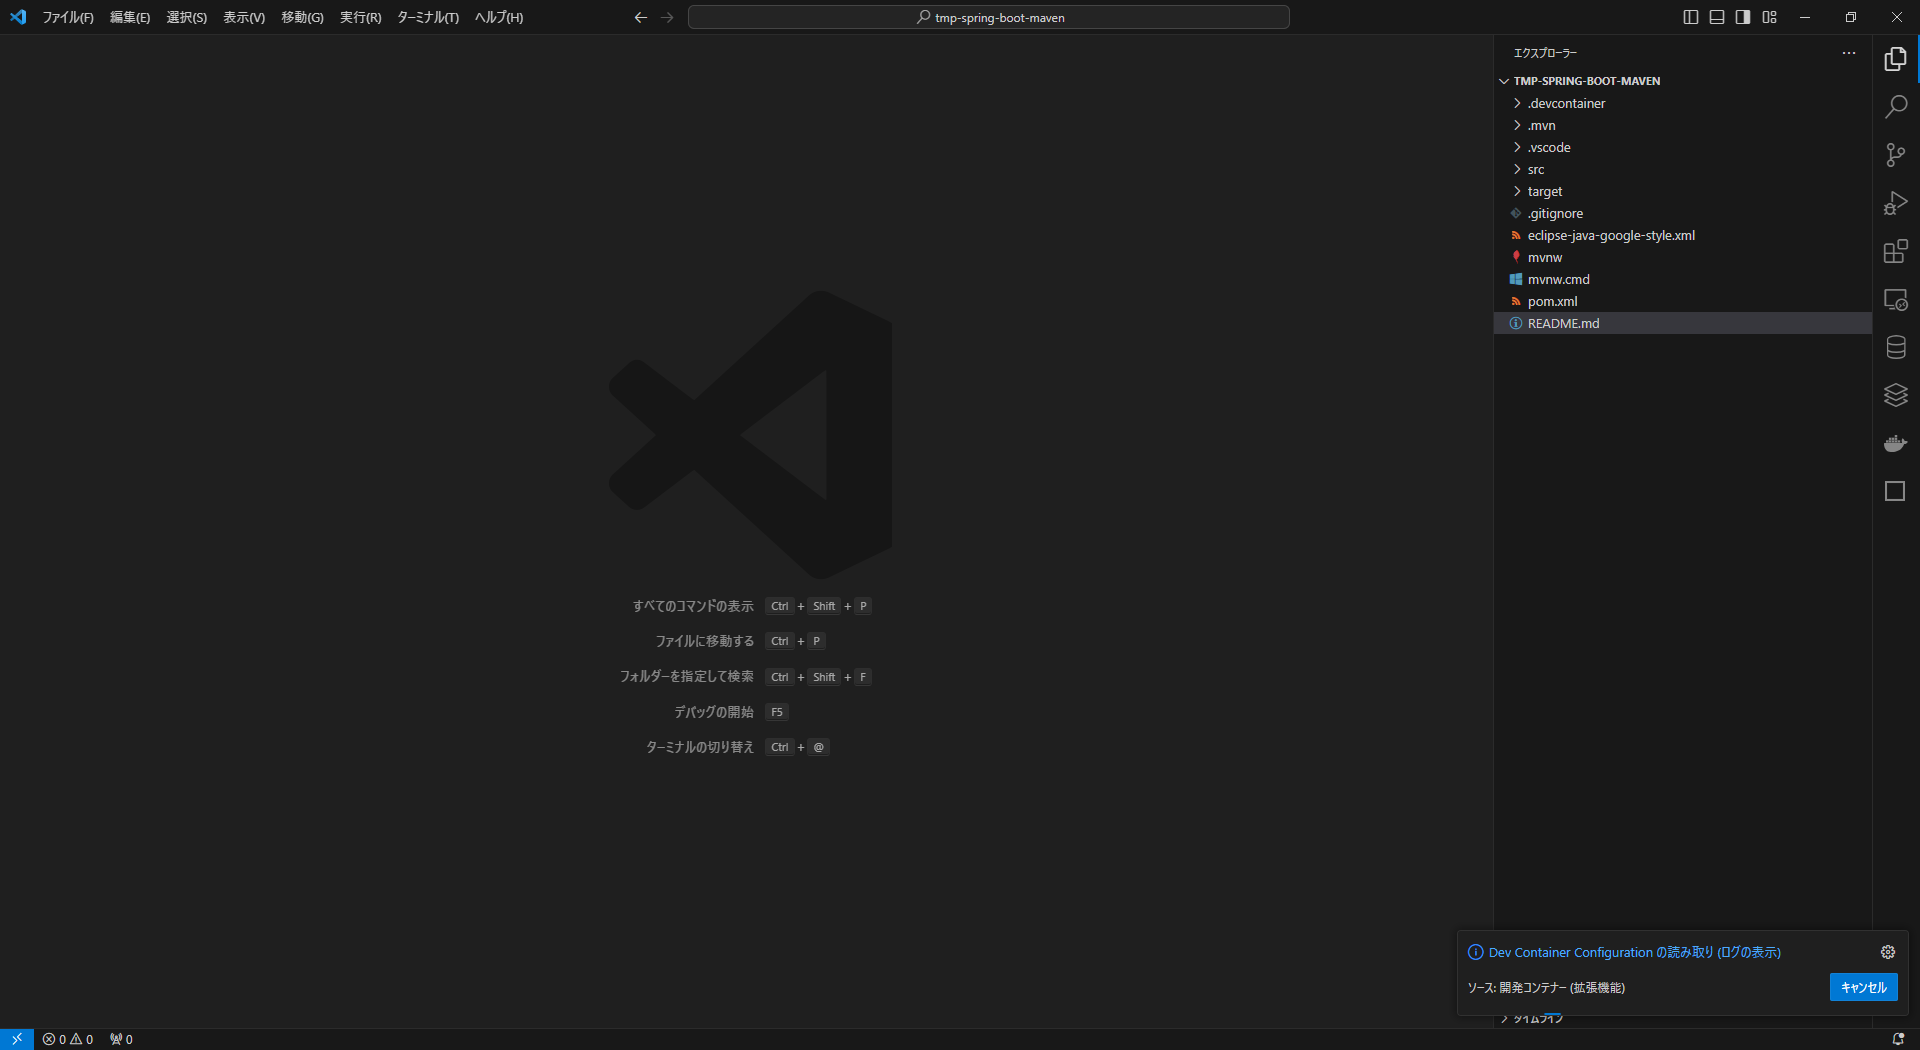 ファイル(F) 編集(E) 選択(S) 表示(V) 移動(G) 実行(R) ターミナル(T) ヘルプ(H)
tmp-spring-boot-maven
エクスプローラー
TMP-SPRING-BOOT-MAVEN
.devcontainer
.mvn
.vscode
src
target
.gitignore
eclipse-java-google-style.xml
mvnw
mvnw.cmd
pom.xml
README.md
すべてのコマンドの表示 Ctrl + Shift + P
ファイルに移動する Ctrl + P
フォルダーを指定して検索 Ctrl + Shift + F
デバッグの開始 F5
ターミナルの切り替え Ctrl + @
Dev Container Configuration の読み取り (ログの表示)
ソース: 開発コンテナー (拡張機能)
キャンセル
タイムライン
0 0 0